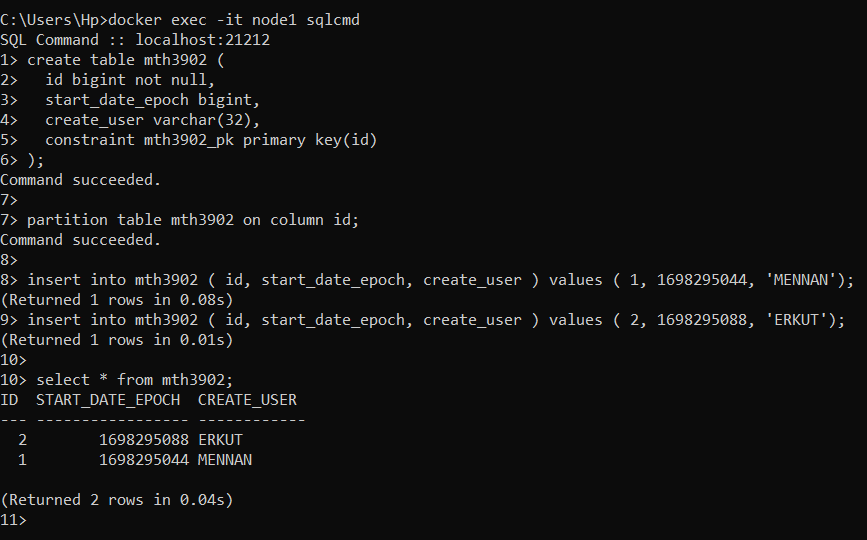 C:\Users\Hp>docker exec -it node1 sqlcmd
SQL Command :: localhost:21212
1> create table mth3902 (
2>   id bigint not null,
3>   start_date_epoch bigint,
4>   create_user varchar(32),
5>   constraint mth3902_pk primary key(id)
6> );
Command succeeded.
7>
7> partition table mth3902 on column id;
Command succeeded.
8>
8> insert into mth3902 ( id, start_date_epoch, create_user ) values ( 1, 1698295044, 'MENNAN');
(Returned 1 rows in 0.08s)
9> insert into mth3902 ( id, start_date_epoch, create_user ) values ( 2, 1698295088, 'ERKUT');
(Returned 1 rows in 0.01s)
10>
10> select * from mth3902;
ID  START_DATE_EPOCH  CREATE_USER
--- ----------------- ------------
  2        1698295088 ERKUT
  1        1698295044 MENNAN

(Returned 2 rows in 0.04s)
11>